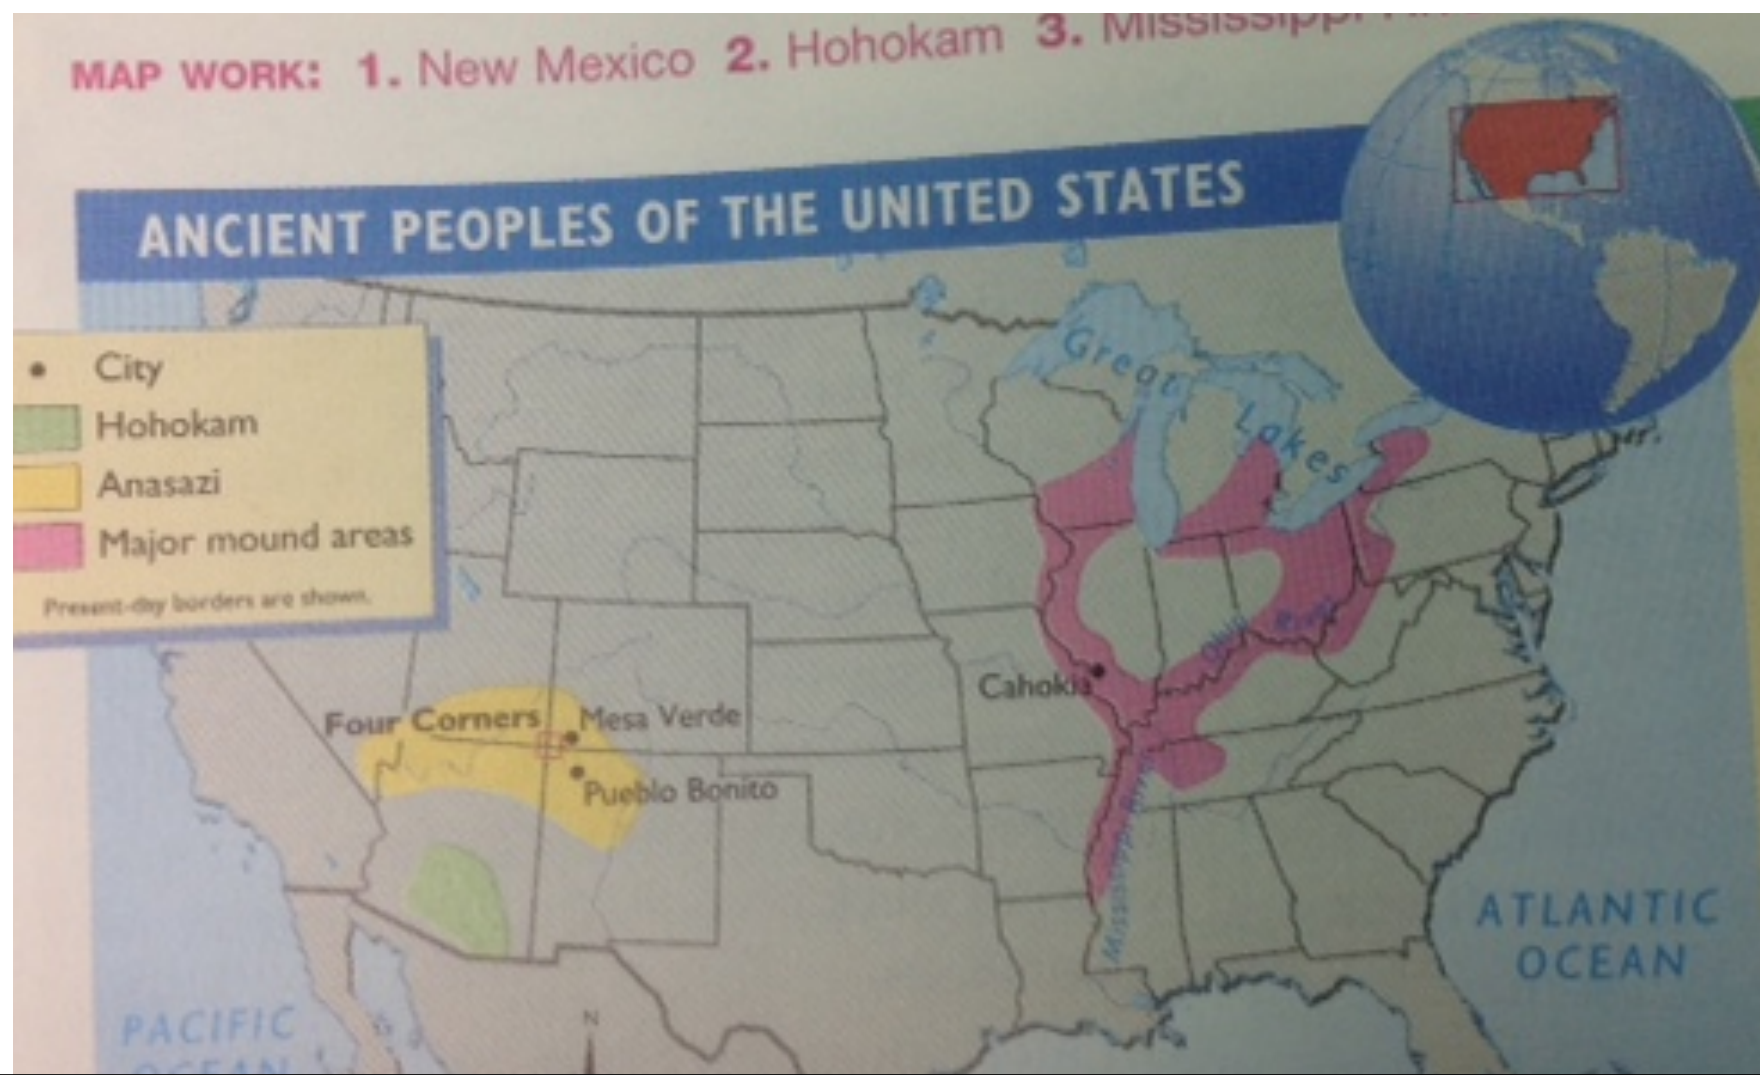 MAP WORK: 1. New Mexico 2. Hohokam 3. Mississippi
ANCIENT PEOPLES OF THE UNITED STATES
City
Hohokam
Anasazi
Major mound areas
Present-day borders are shown.
Great
Lakes
Ohio River
Cahokia
Four Corners
Mesa Verde
Pueblo Bonito
Mississippi River
ATLANTIC
OCEAN
PACIFIC
OCEAN
N